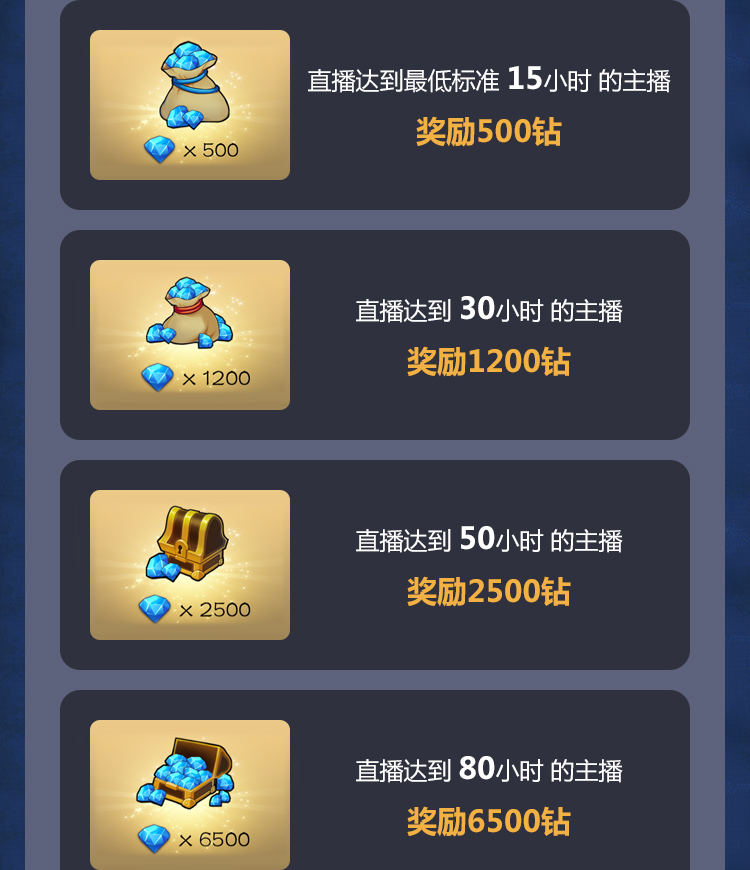 直播达到最低标准 15小时 的主播
奖励500钻
× 500
直播达到 30小时 的主播
奖励1200钻
× 1200
直播达到 50小时 的主播
奖励2500钻
× 2500
直播达到 80小时 的主播
奖励6500钻
× 6500